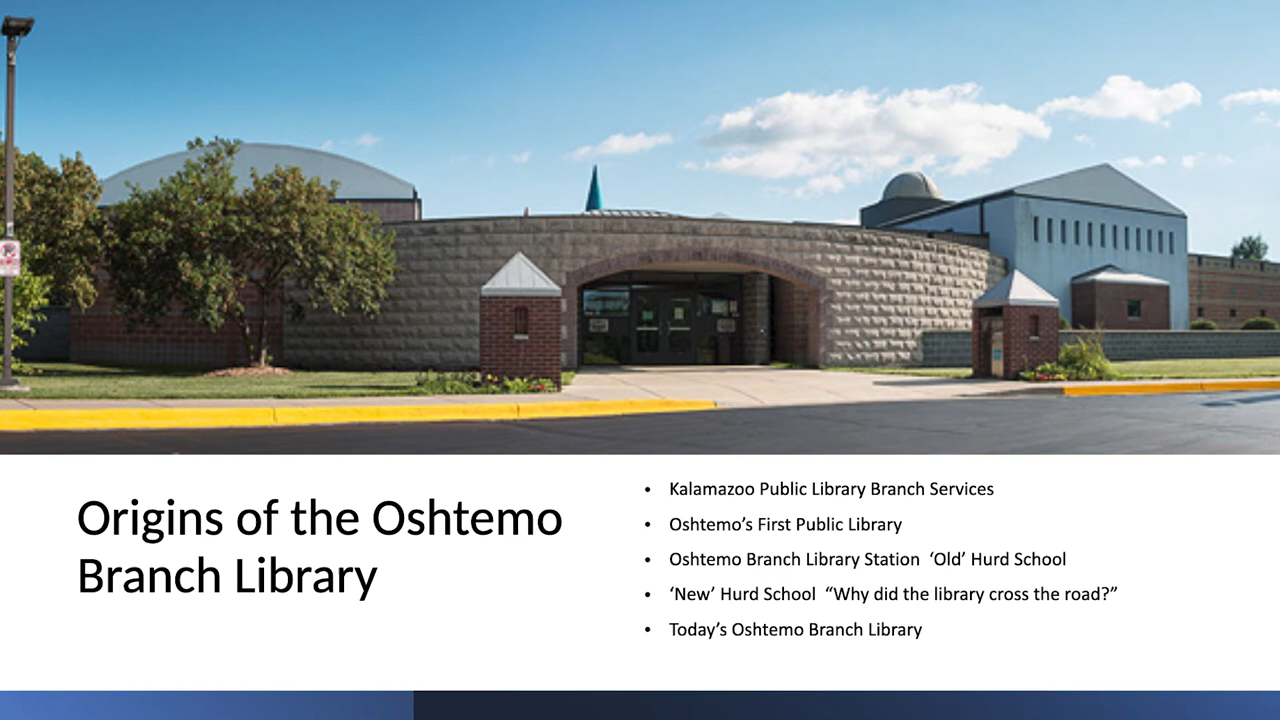 Origins of the Oshtemo
Branch Library
• Kalamazoo Public Library Branch Services
• Oshtemo’s First Public Library
• Oshtemo Branch Library Station  ‘Old’ Hurd School
• ‘New’ Hurd School  “Why did the library cross the road?”
• Today’s Oshtemo Branch Library